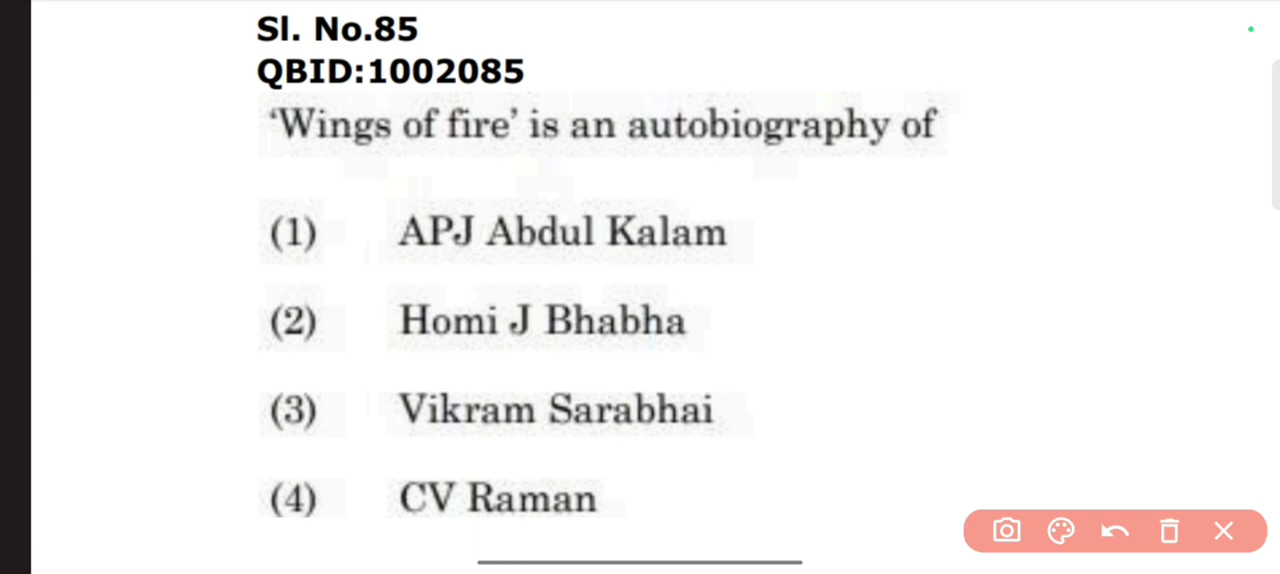 Sl. No.85
QBID:1002085
‘Wings of fire’ is an autobiography of
(1) APJ Abdul Kalam
(2) Homi J Bhabha
(3) Vikram Sarabhai
(4) CV Raman